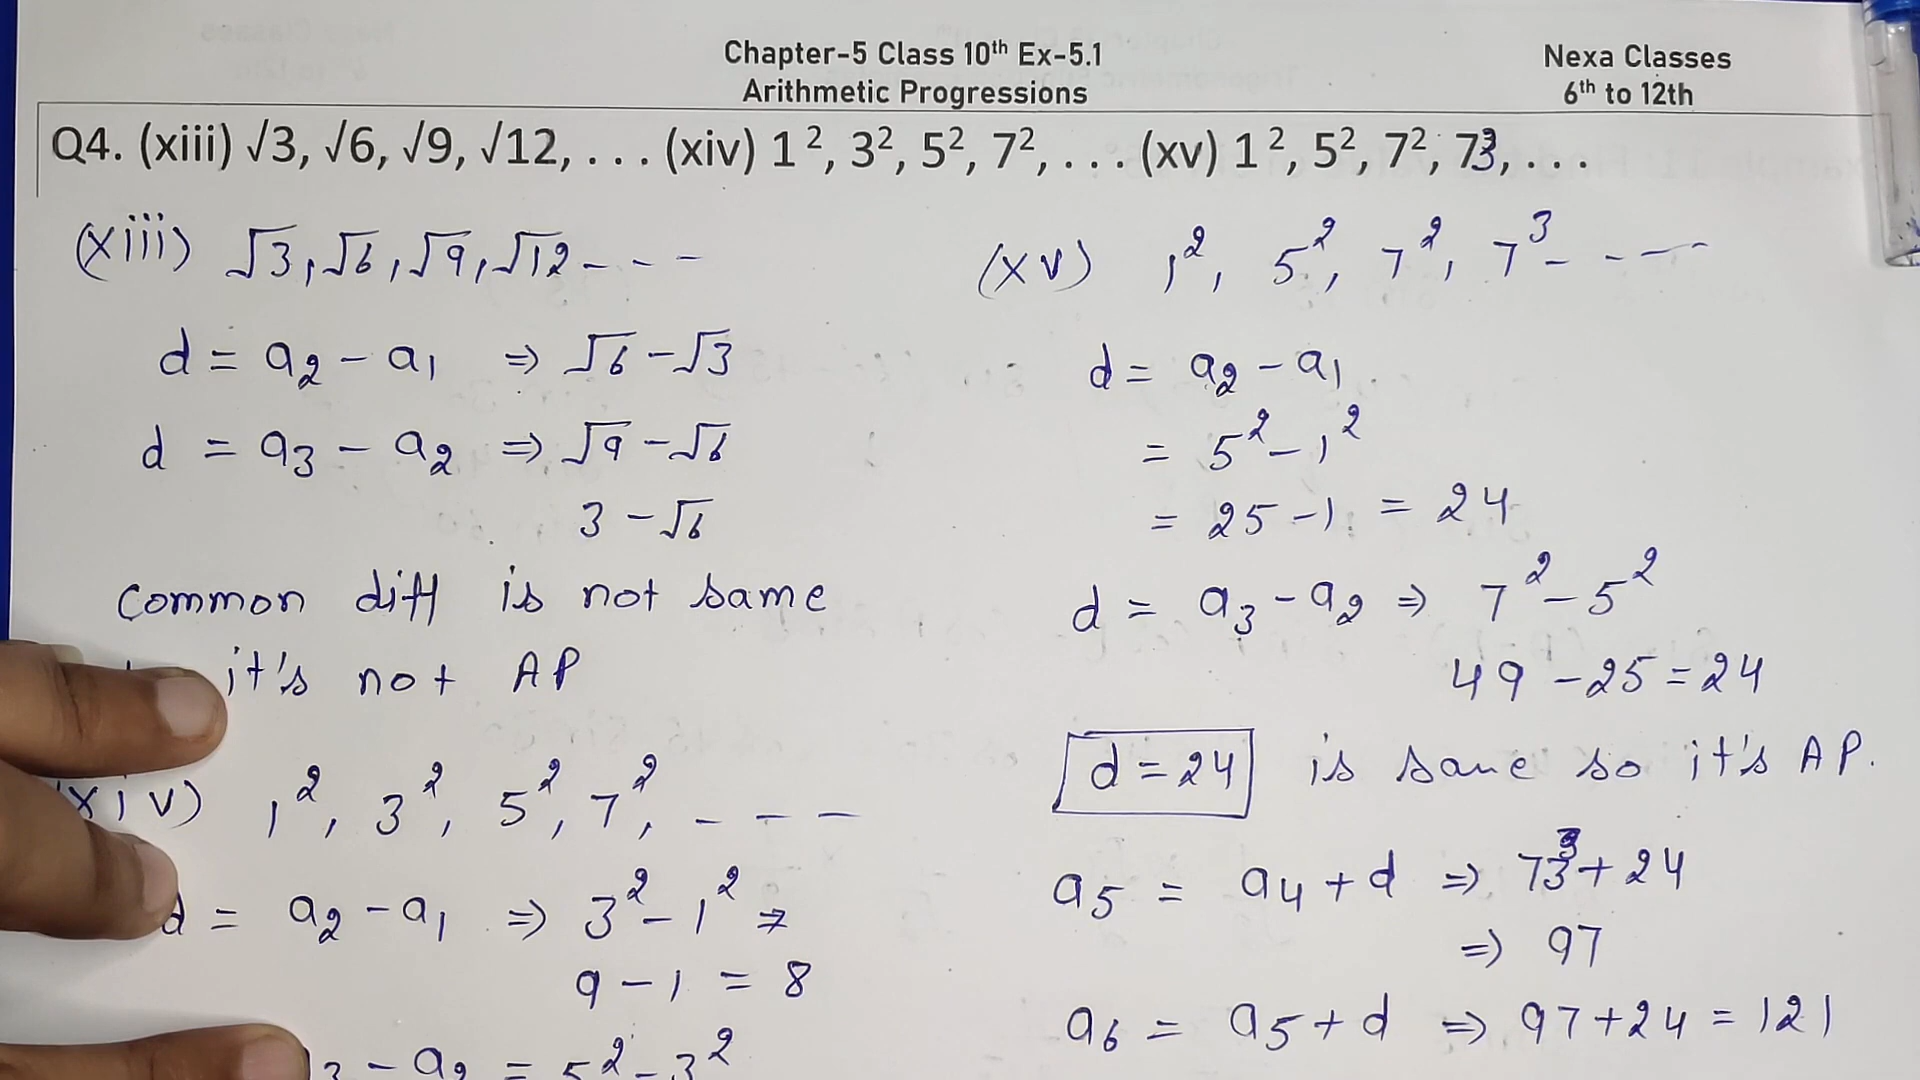 Chapter-5 Class 10th Ex-5.1
Arithmetic Progressions
Nexa Classes
6th to 12th
Q4. (xiii) √3, √6, √9, √12, . . . (xiv) 1², 3², 5², 7², . . . (xv) 1², 5², 7², 73, . . .
(xiii) √3, √6, √9, √12 - - -
d = a₂ - a₁ ⇒ √6 - √3
d = a₃ - a₂ ⇒ √9 - √6
3 - √6
common diff is not same
it's not AP
(xiv) 1², 3², 5², 7², - - -
d = a₂ - a₁ ⇒ 3² - 1² ⇒
9 - 1 = 8
3 - a₂ = 5² - 3²
(xv) 1², 5², 7², 7³ - - - -
d = a₂ - a₁
= 5² - 1²
= 25 - 1 = 24
d = a₃ - a₂ ⇒ 7² - 5²
49 - 25 = 24
d = 24 is same so it's AP.
a₅ = a₄ + d ⇒ 73 + 24
⇒ 97
a₆ = a₅ + d ⇒ 97 + 24 = 121